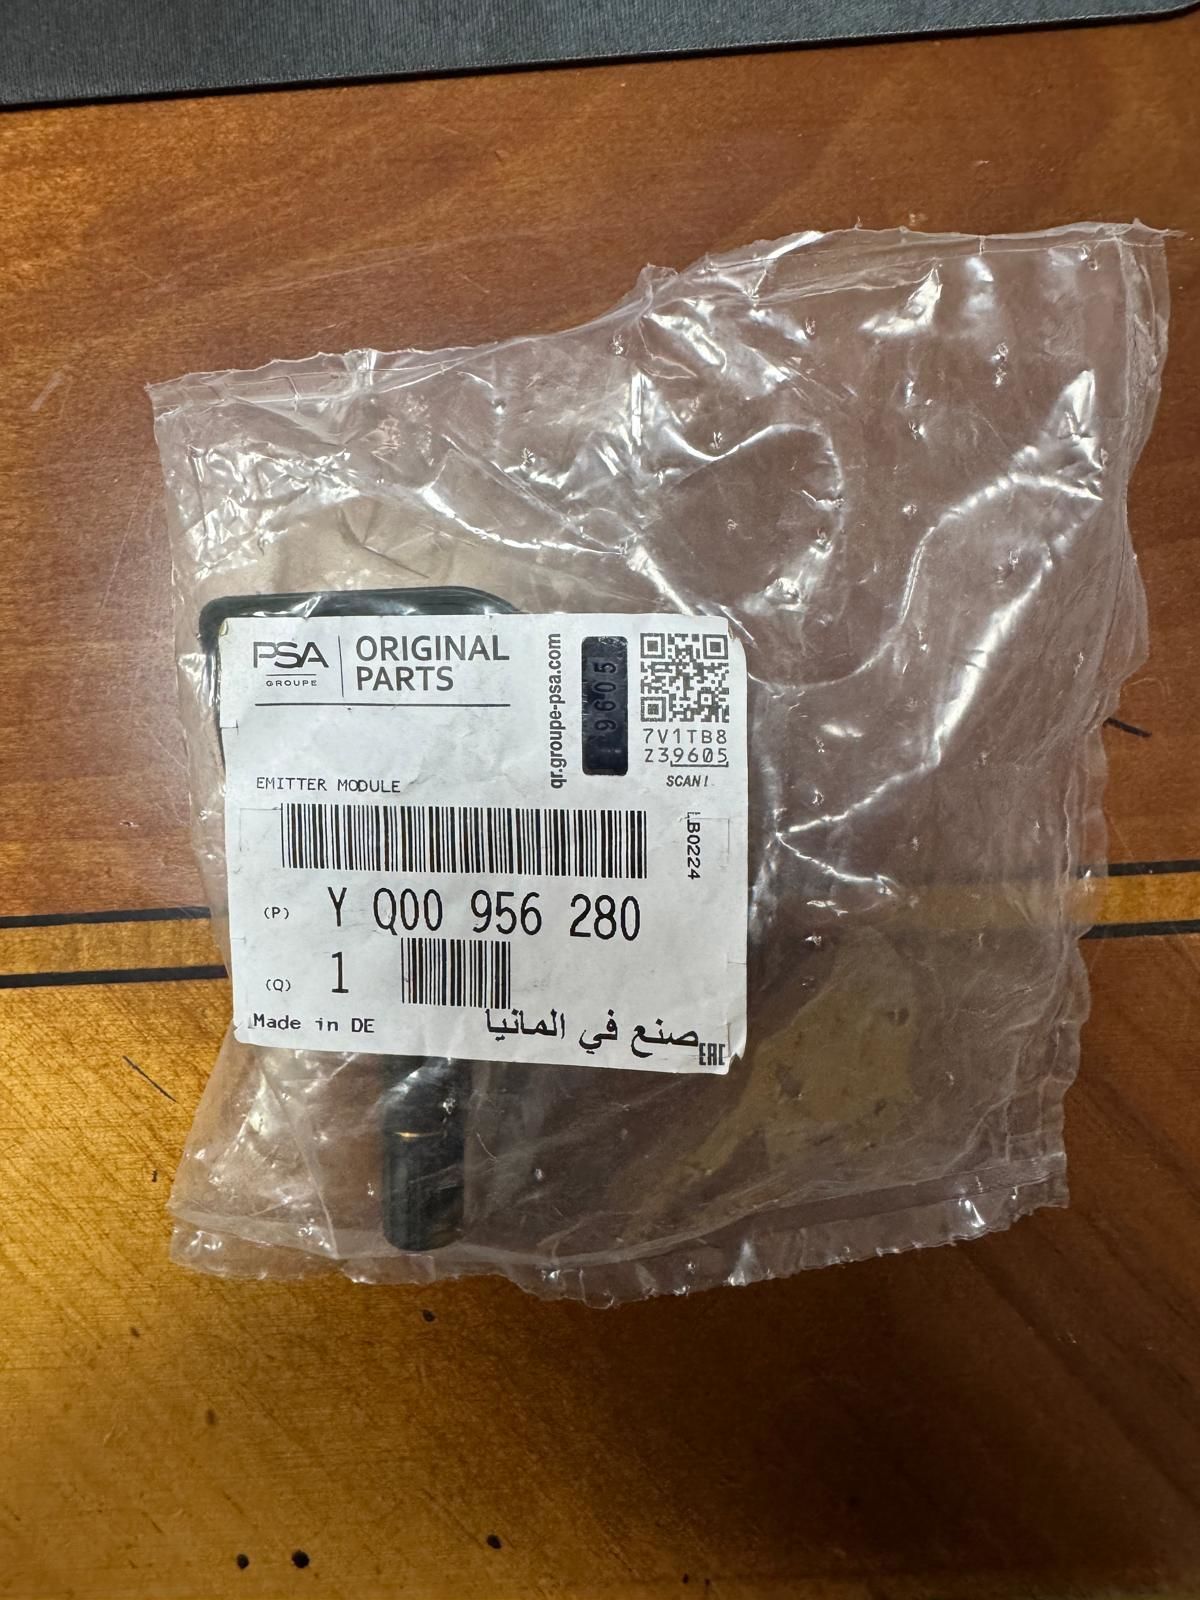 PSA
GROUPE
ORIGINAL
PARTS
qr.groupe-psa.com
9605
7V1TB8
Z39605
SCAN!
EMITTER MODULE
LB0224
(P) Y Q00 956 280
(Q) 1
Made in DE
صنع في المانيا
EAC